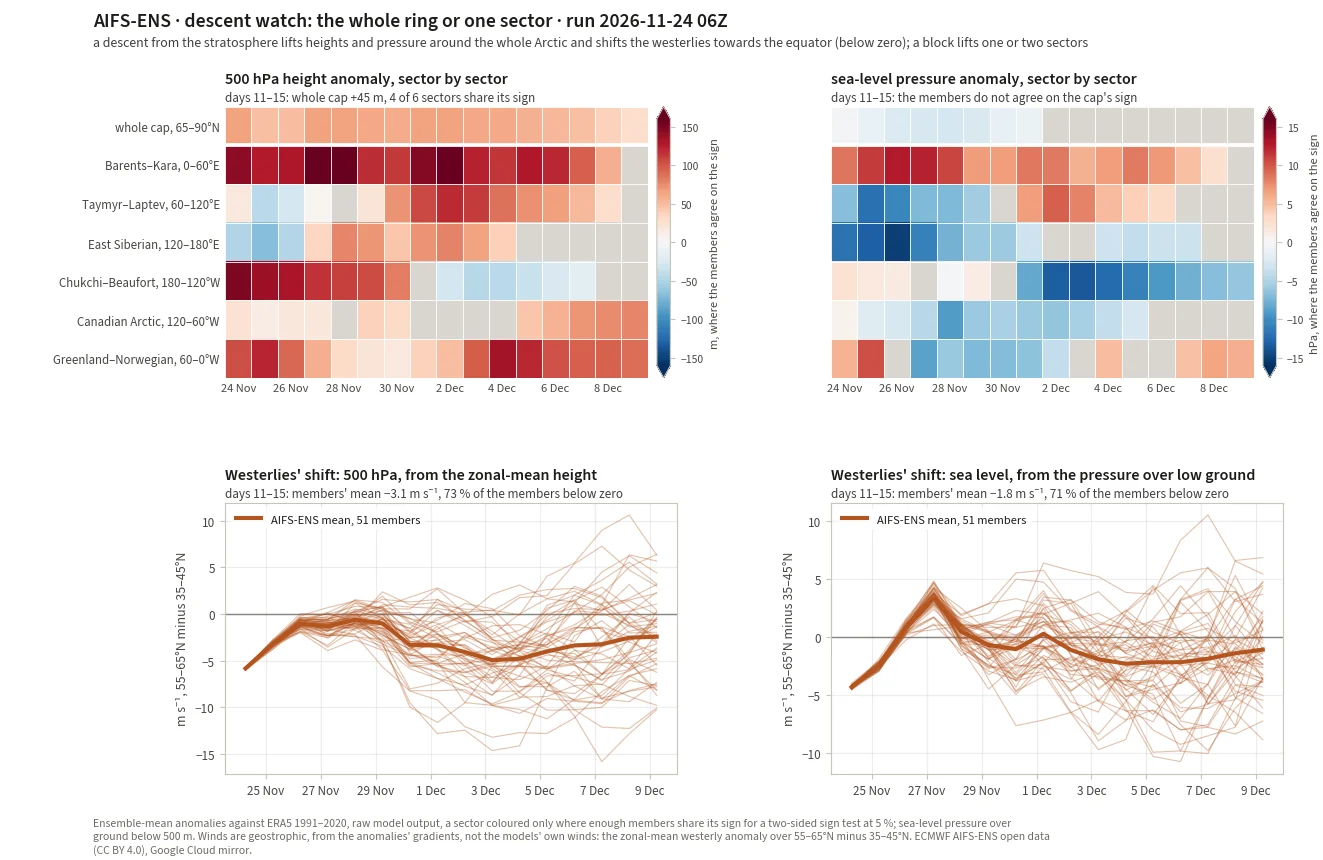 AIFS-ENS · descent watch: the whole ring or one sector · run 2026-11-24 06Z
a descent from the stratosphere lifts heights and pressure around the whole Arctic and shifts the westerlies towards the equator (below zero); a block lifts one or two sectors
500 hPa height anomaly, sector by sector
days 11–15: whole cap +45 m, 4 of 6 sectors share its sign
whole cap, 65–90°N
Barents–Kara, 0–60°E
Taymyr–Laptev, 60–120°E
East Siberian, 120–180°E
Chukchi–Beaufort, 180–120°W
Canadian Arctic, 120–60°W
Greenland–Norwegian, 60–0°W
24 Nov 26 Nov 28 Nov 30 Nov 2 Dec 4 Dec 6 Dec 8 Dec
150
100
50
0
−50
−100
−150
m, where the members agree on the sign
sea-level pressure anomaly, sector by sector
days 11–15: the members do not agree on the cap's sign
24 Nov 26 Nov 28 Nov 30 Nov 2 Dec 4 Dec 6 Dec 8 Dec
15
10
5
0
−5
−10
−15
hPa, where the members agree on the sign
Westerlies' shift: 500 hPa, from the zonal-mean height
days 11–15: members' mean −3.1 m s⁻¹, 73 % of the members below zero
AIFS-ENS mean, 51 members
m s⁻¹, 55–65°N minus 35–45°N
10
5
0
−5
−10
−15
25 Nov 27 Nov 29 Nov 1 Dec 3 Dec 5 Dec 7 Dec 9 Dec
Westerlies' shift: sea level, from the pressure over low ground
days 11–15: members' mean −1.8 m s⁻¹, 71 % of the members below zero
AIFS-ENS mean, 51 members
m s⁻¹, 55–65°N minus 35–45°N
10
5
0
−5
−10
25 Nov 27 Nov 29 Nov 1 Dec 3 Dec 5 Dec 7 Dec 9 Dec
Ensemble-mean anomalies against ERA5 1991–2020, raw model output, a sector coloured only where enough members share its sign for a two-sided sign test at 5 %; sea-level pressure over
ground below 500 m. Winds are geostrophic, from the anomalies' gradients, not the models' own winds: the zonal-mean westerly anomaly over 55–65°N minus 35–45°N. ECMWF AIFS-ENS open data
(CC BY 4.0), Google Cloud mirror.